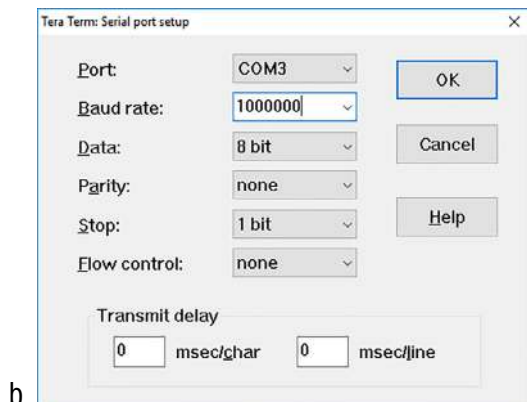 Tera Term: Serial port setup
Port: COM3
OK
Baud rate: 1000000
Data: 8 bit
Cancel
Parity: none
Stop: 1 bit
Help
Flow control: none
Transmit delay
0 msec/char 0 msec/line
b